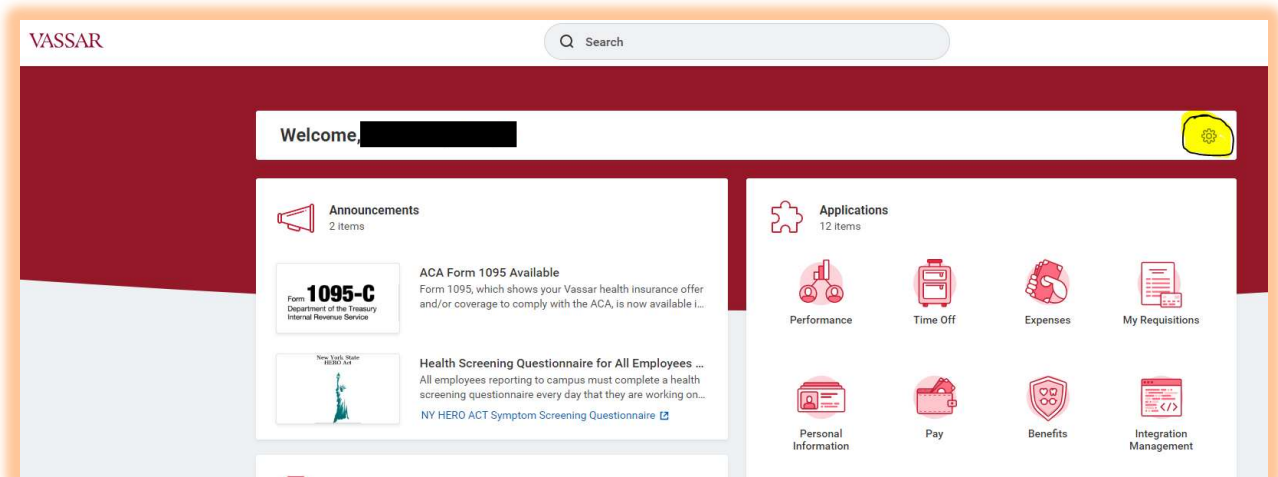 VASSAR
Search
Welcome,
Announcements
2 items
Form 1095-C
Department of the Treasury
Internal Revenue Service
ACA Form 1095 Available
Form 1095, which shows your Vassar health insurance offer
and/or coverage to comply with the ACA, is now available i...
New York State
HERO Act
Health Screening Questionnaire for All Employees ...
All employees reporting to campus must complete a health
screening questionnaire every day that they are working on...
NY HERO ACT Symptom Screening Questionnaire
Applications
12 items
Performance
Time Off
Expenses
My Requisitions
Personal
Information
Pay
Benefits
Integration
Management